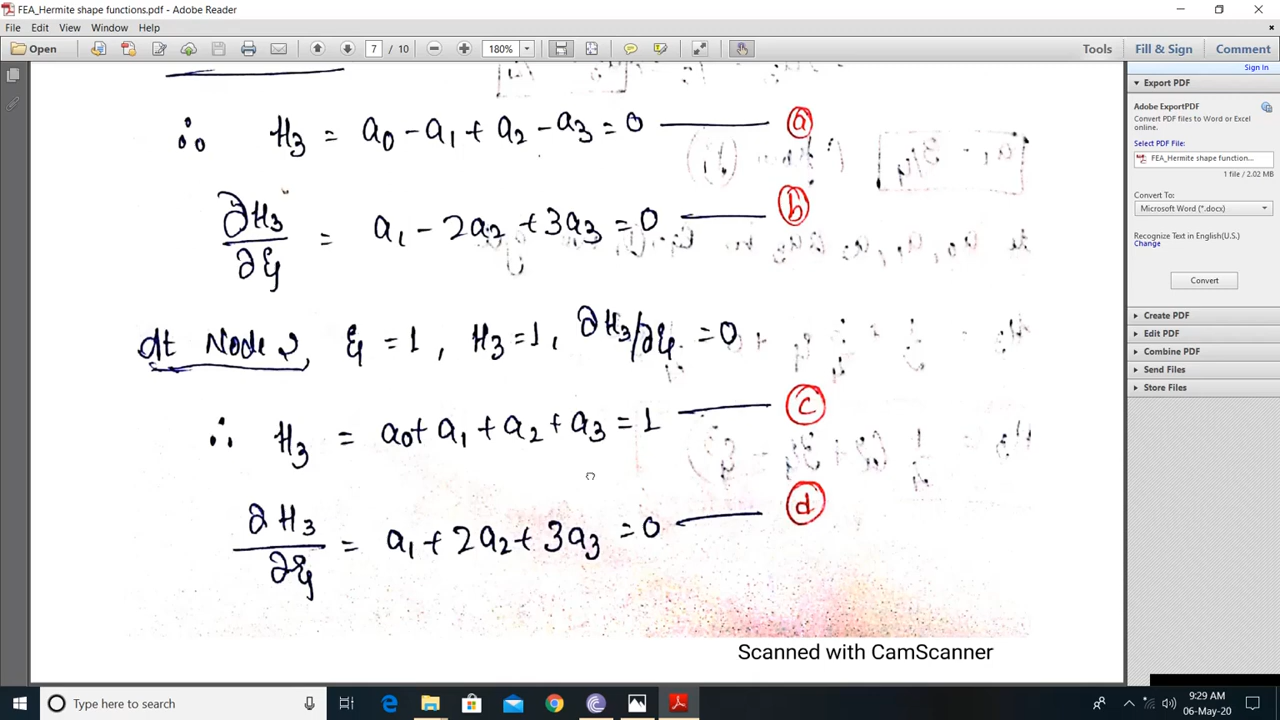 FEA_Hermite shape functions.pdf - Adobe Reader
File Edit View Windows Help
Open 7 / 10 180% Tools Fill & Sign Comment
Sign In
Export PDF
Adobe ExportPDF
Convert PDF files to Word or Excel online.
Select PDF File:
FEA_Hermite shape function...
1 file / 2.02 MB
Convert To:
Microsoft Word (*.docx)
Recognize Text in English(U.S.)
Change
Convert
Create PDF
Edit PDF
Combine PDF
Send Files
Store Files
∴ H₃ = a₀ - a₁ + a₂ - a₃ = 0 ⓐ
∂H₃/∂ξ = a₁ - 2a₂ + 3a₃ = 0 ⓑ
At Node 2, ξ = 1, H₃ = 1, ∂H₃/∂ξ = 0
∴ H₃ = a₀ + a₁ + a₂ + a₃ = 1 ⓒ
∂H₃/∂ξ = a₁ + 2a₂ + 3a₃ = 0 ⓓ
Scanned with CamScanner
Type here to search
9:29 AM
06-May-20